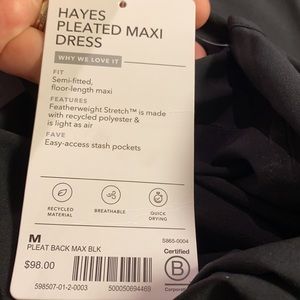 HAYES
PLEATED MAXI
DRESS
WHY WE LOVE IT
FIT
Semi-fitted,
floor-length maxi
FEATURES
Featherweight Stretch™ is made
with recycled polyester &
is light as air
FAVE
Easy-access stash pockets
RECYCLED
MATERIAL
BREATHABLE
QUICK
DRYING
M
S865-0004
PLEAT BACK MAX BLK
$98.00
598507-01-2-0003
500050694469
Certified
B
Corporation